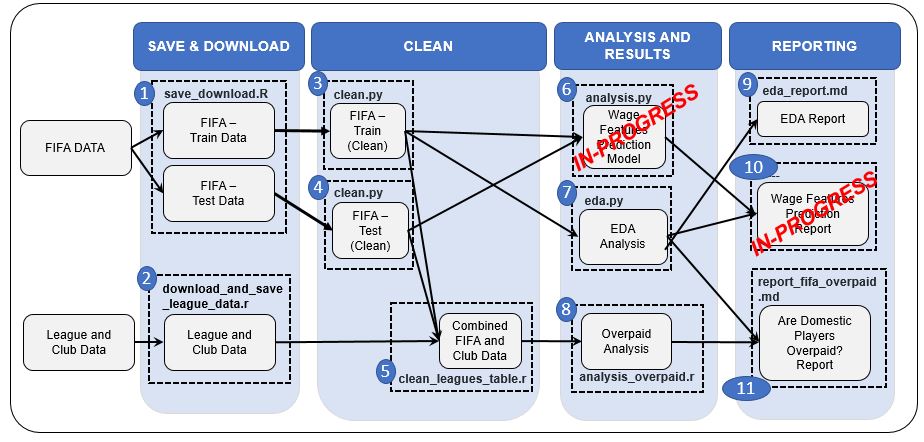 SAVE & DOWNLOAD
CLEAN
ANALYSIS AND
RESULTS
REPORTING
FIFA DATA
League and
Club Data
1
save_download.R
FIFA –
Train Data
FIFA –
Test Data
2
download_and_save
_league_data.r
League and
Club Data
3
clean.py
FIFA –
Train
(Clean)
4
clean.py
FIFA –
Test
(Clean)
Combined
FIFA and
Club Data
5
clean_leagues_table.r
6
analysis.py
Wage
Features
Prediction
Model
IN-PROGRESS
7
eda.py
EDA
Analysis
8
Overpaid
Analysis
analysis_overpaid.r
9
eda_report.md
EDA Report
10
Wage Features
Prediction
Report
IN-PROGRESS
report_fifa_overpaid
.md
Are Domestic
Players
Overpaid?
Report
11